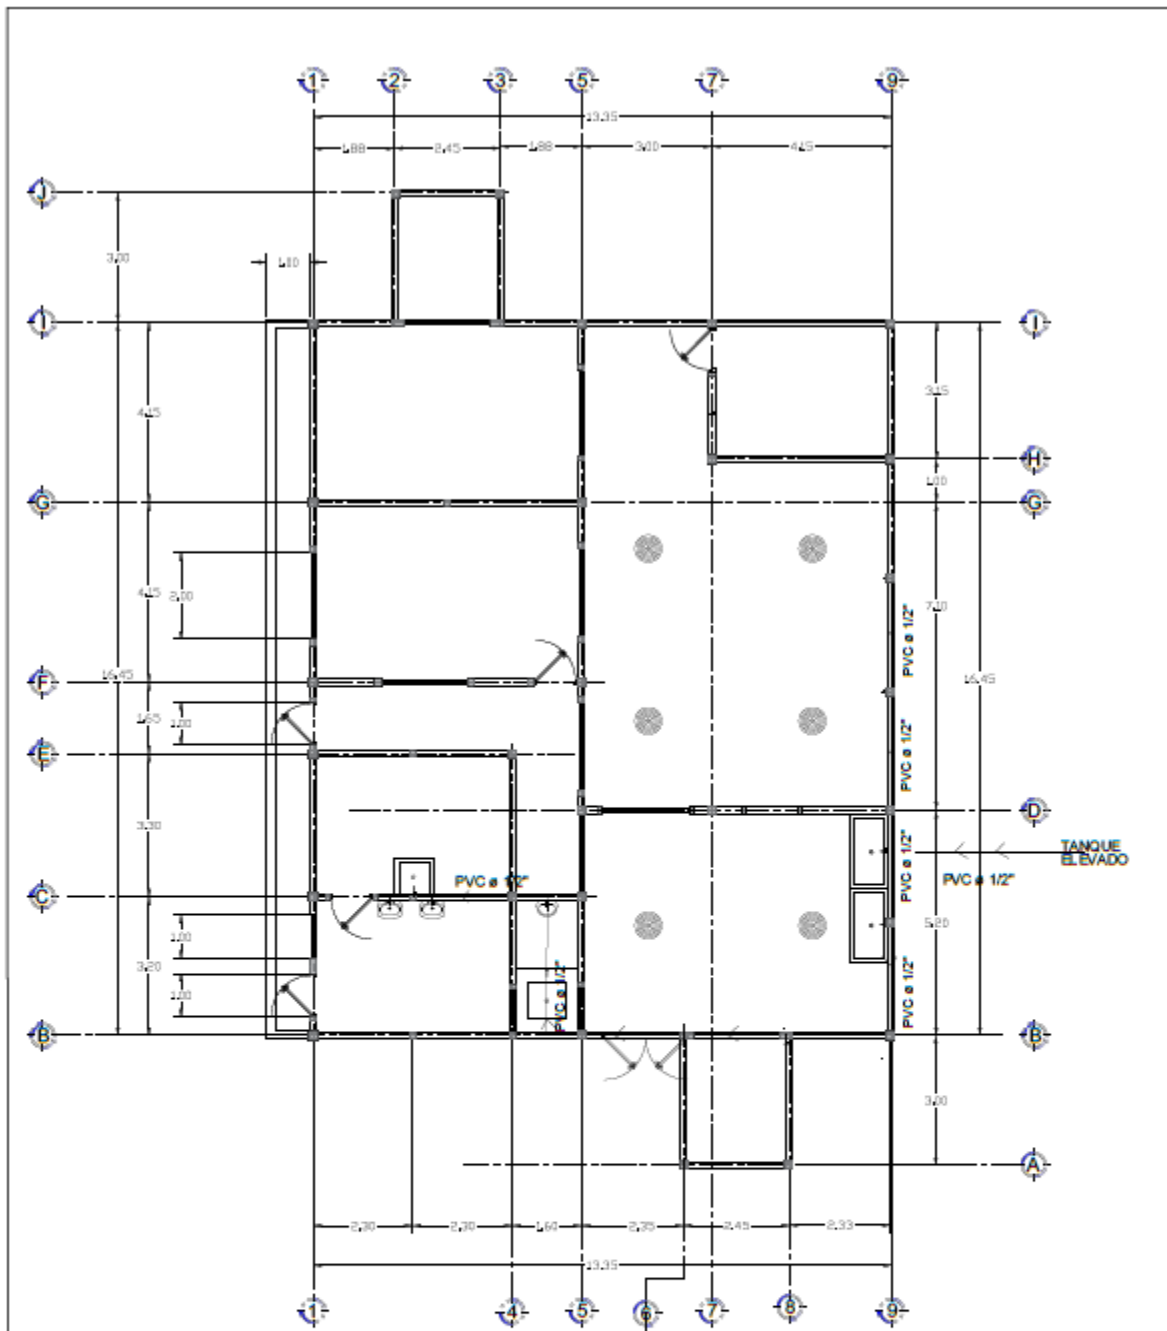 1 2 3 5 7 9
13.35
1.88 2.45 1.88 3.00 4.15
J
3.00
1.00
I I
4.15 3.15
H
1.00
G G
4.15 2.00 7.10
PVC ø 1/2"
16.45 16.45
F
1.65 1.00
PVC ø 1/2"
E
D
3.30
PVC ø 1/2"
TANQUE
ELEVADO
PVC ø 1/2"
PVC ø 1/2"
C
1.00 5.20
3.20
1.00
PVC ø 1/2"
PVC ø 1/2"
B B
3.00
A
2.30 2.30 1.60 2.35 2.45 2.33
13.35
1 4 5 6 7 8 9